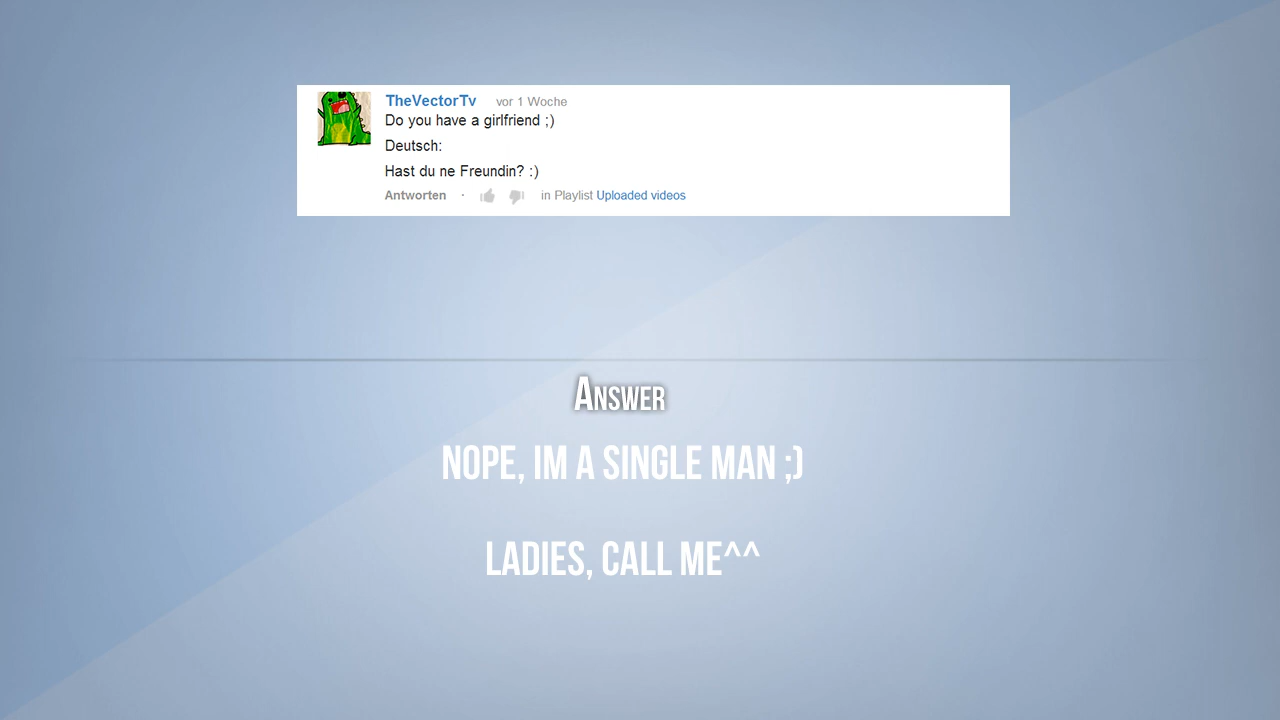 TheVectorTv vor 1 Woche
Do you have a girlfriend ;)
Deutsch:
Hast du ne Freundin? :)
Antworten · in Playlist Uploaded videos
Answer
NOPE, IM A SINGLE MAN ;)
LADIES, CALL ME^^